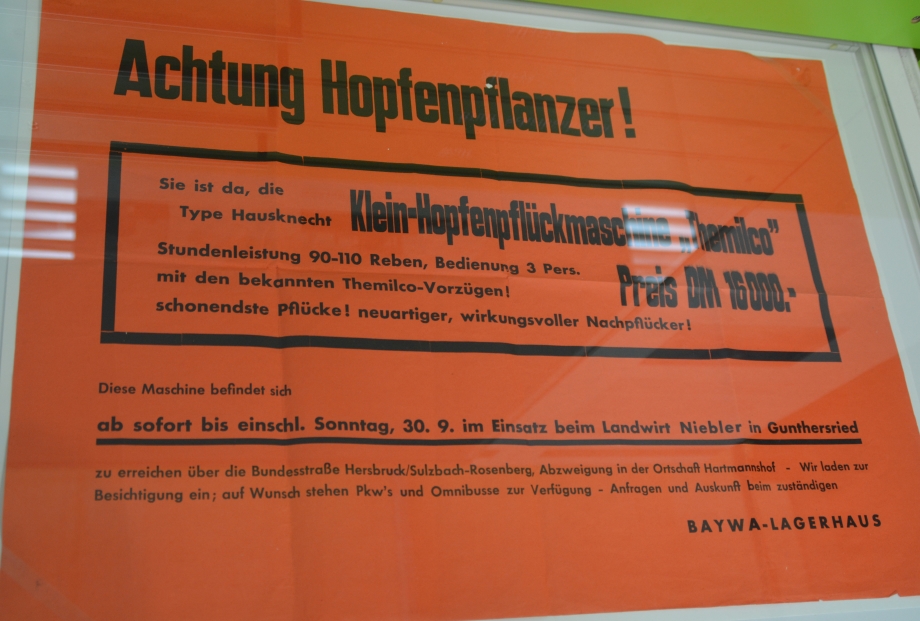 Achtung Hopfenpflanzer!
Sie ist da, die
Type Hausknecht Klein-Hopfenpflückmaschine „Themilco"
Stundenleistung 90-110 Reben, Bedienung 3 Pers.
mit den bekannten Themilco-Vorzügen! Preis DM 16000.-
schonendste Pflücke! neuartiger, wirkungsvoller Nachpflücker!
Diese Maschine befindet sich
ab sofort bis einschl. Sonntag, 30. 9. im Einsatz beim Landwirt Niebler in Gunthersried
zu erreichen über die Bundesstraße Hersbruck/Sulzbach-Rosenberg, Abzweigung in der Ortschaft Hartmannshof - Wir laden zur
Besichtigung ein; auf Wunsch stehen Pkw's und Omnibusse zur Verfügung - Anfragen und Auskunft beim zuständigen
BAYWA-LAGERHAUS